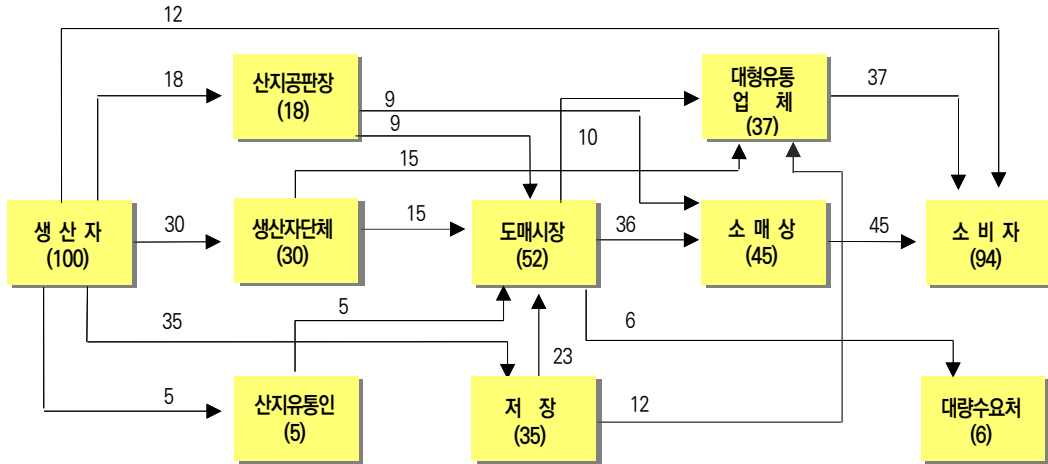 12
18
산지공판장
(18)
9
9
대형유통
업 체
(37)
37
10
15
생 산 자
(100)
30
생산자단체
(30)
15
도매시장
(52)
36
소 매 상
(45)
45
소 비 자
(94)
35
5
6
23
5
산지유통인
(5)
저 장
(35)
12
대량수요처
(6)